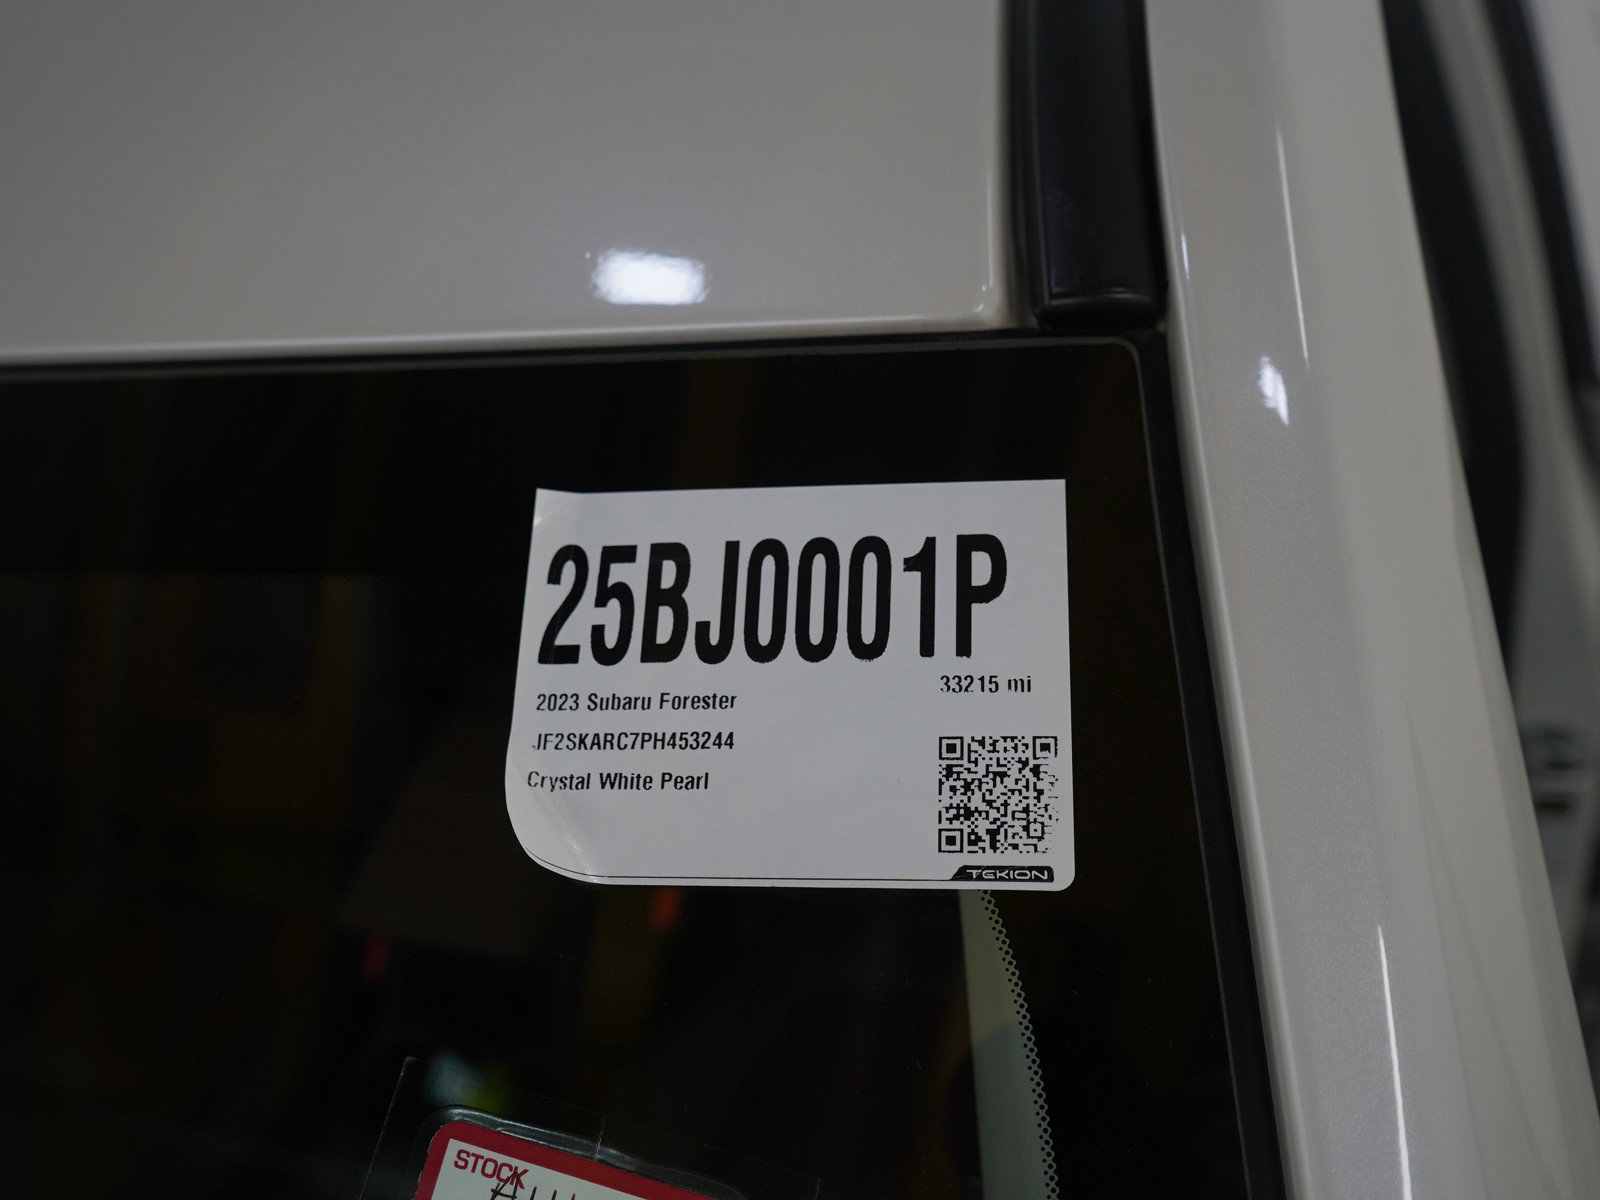 25BJ0001P
33215 mi
2023 Subaru Forester
JF2SKARC7PH453244
Crystal White Pearl
TEKION
STOCK